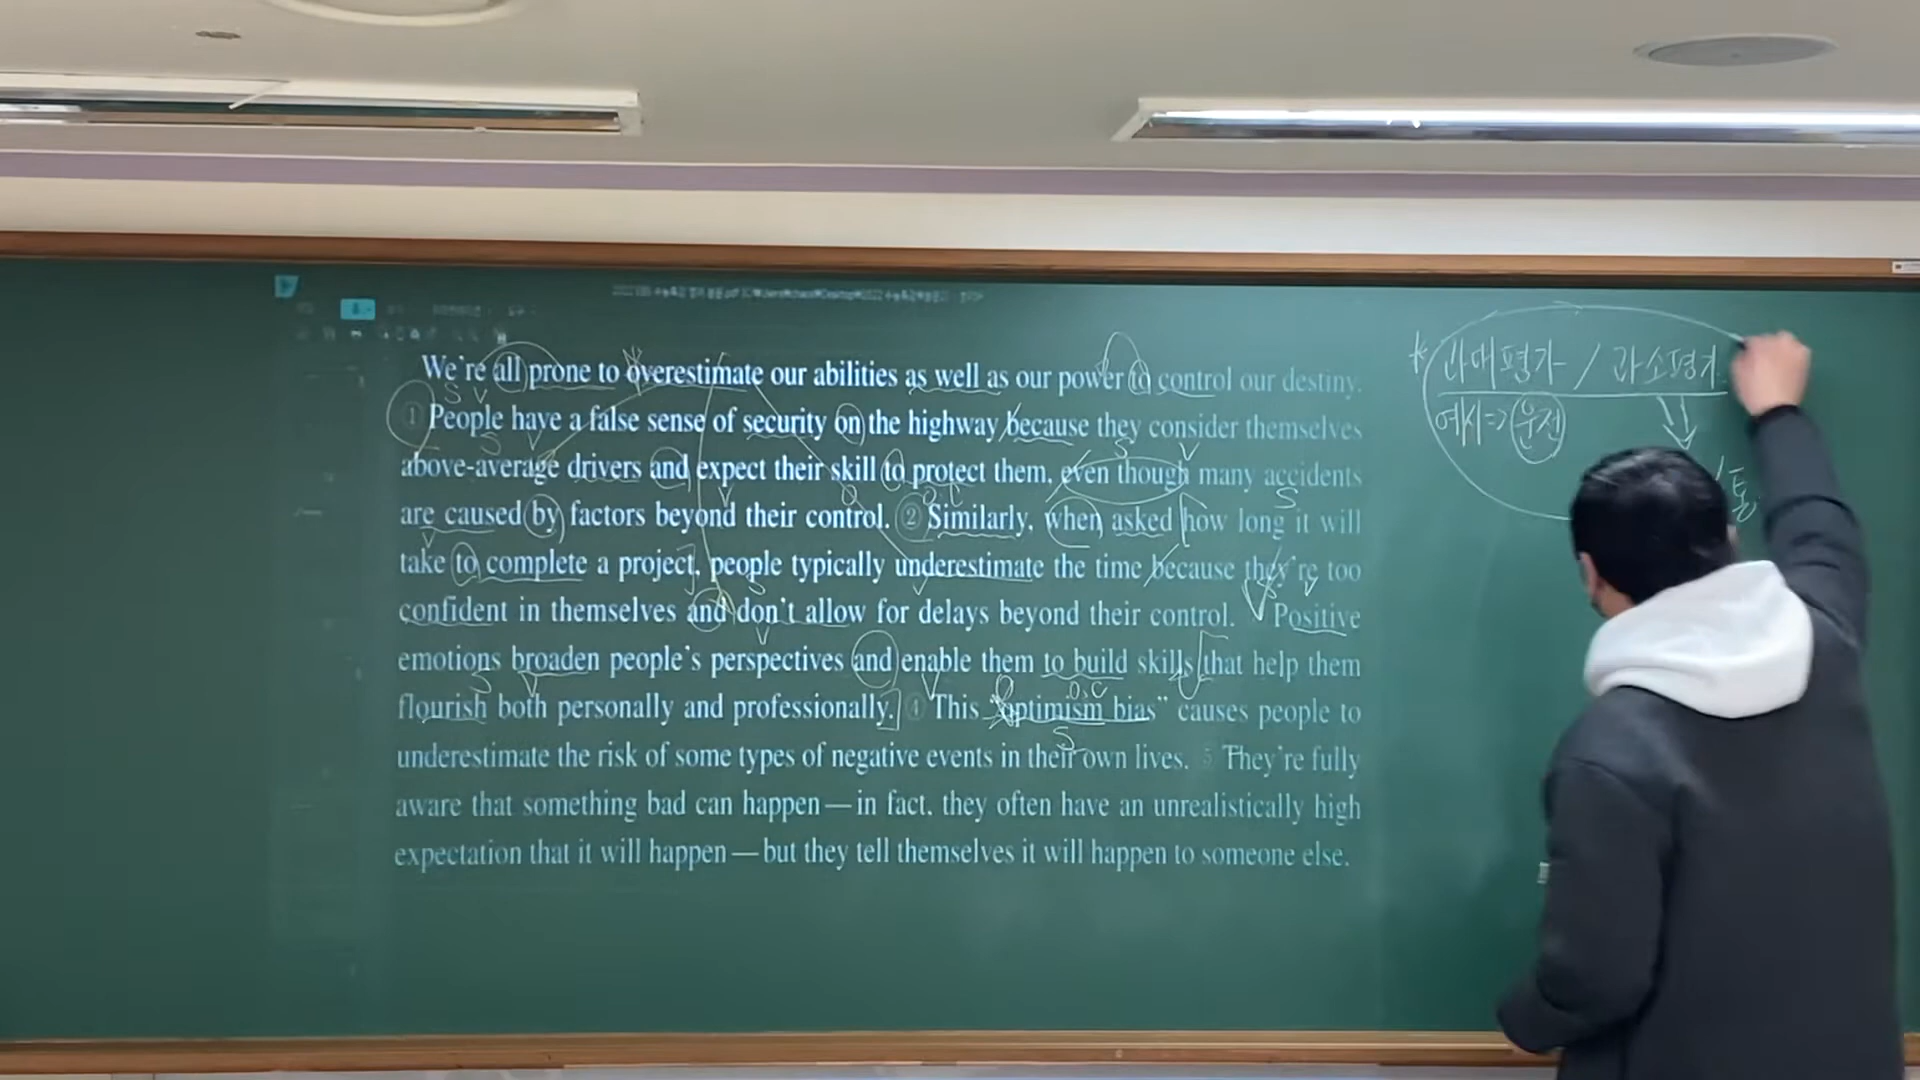 We're all prone to overestimate our abilities as well as our power to control our destiny.
① People have a false sense of security on the highway because they consider themselves
above-average drivers and expect their skill to protect them, even though many accidents
are caused by factors beyond their control. ② Similarly, when asked how long it will
take to complete a project, people typically underestimate the time because they're too
confident in themselves and don't allow for delays beyond their control. Positive
emotions broaden people's perspectives and enable them to build skills that help them
flourish both personally and professionally. ④ This "optimism bias" causes people to
underestimate the risk of some types of negative events in their own lives. 5 They're fully
aware that something bad can happen — in fact, they often have an unrealistically high
expectation that it will happen — but they tell themselves it will happen to someone else.
* 과대평가 / 과소평가
예시=> 운전